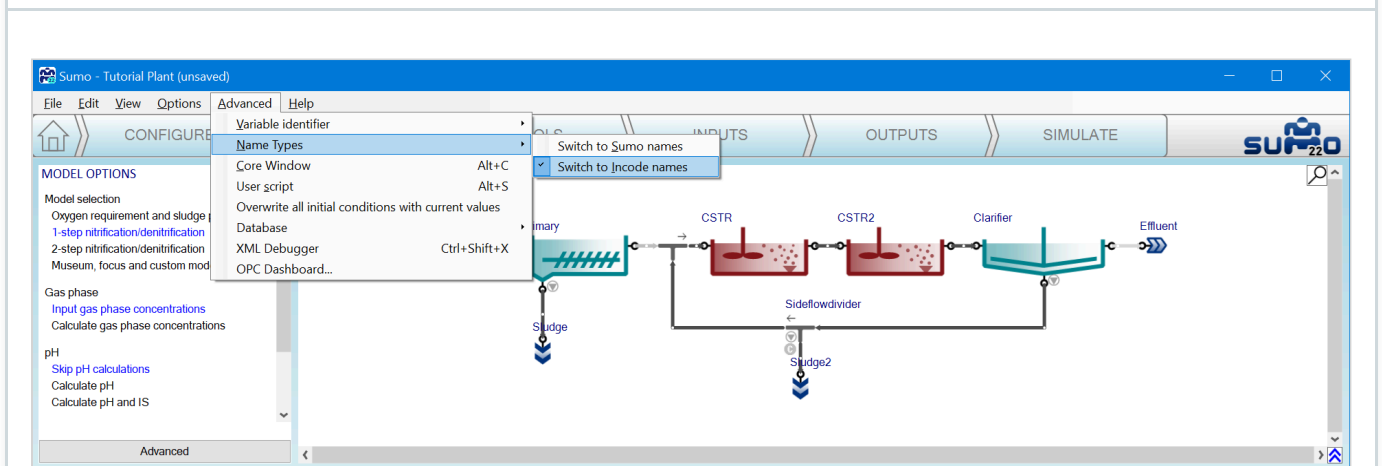 Sumo - Tutorial Plant (unsaved)
File Edit View Options Advanced Help
CONFIGURE INPUTS OUTPUTS SIMULATE
SUMO 22
Variable identifier
Name Types
Core Window Alt+C
User script Alt+S
Overwrite all initial conditions with current values
Database
XML Debugger Ctrl+Shift+X
OPC Dashboard...
Switch to Sumo names
Switch to Incode names
MODEL OPTIONS
Model selection
Oxygen requirement and sludge
1-step nitrification/denitrification
2-step nitrification/denitrification
Museum, focus and custom mod
Gas phase
Input gas phase concentrations
Calculate gas phase concentrations
pH
Skip pH calculations
Calculate pH
Calculate pH and IS
Advanced
imary
CSTR
CSTR2
Clarifier
Effluent
Sideflowdivider
Sludge
C
Sludge2